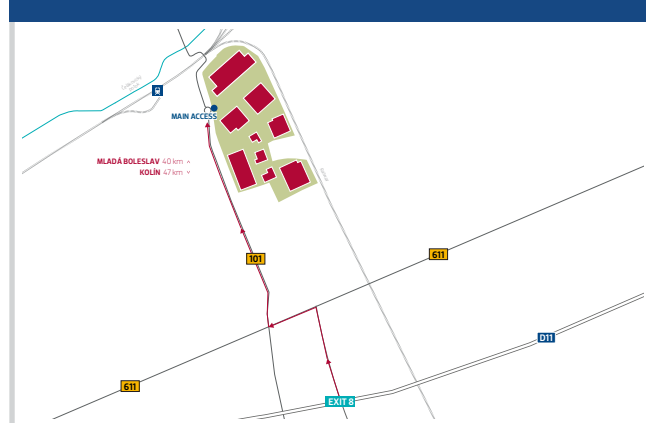 MAIN ACCESS
MLADÁ BOLESLAV 40 km ^
KOLÍN 47 km ˅
101
611
D11
611
EXIT 8